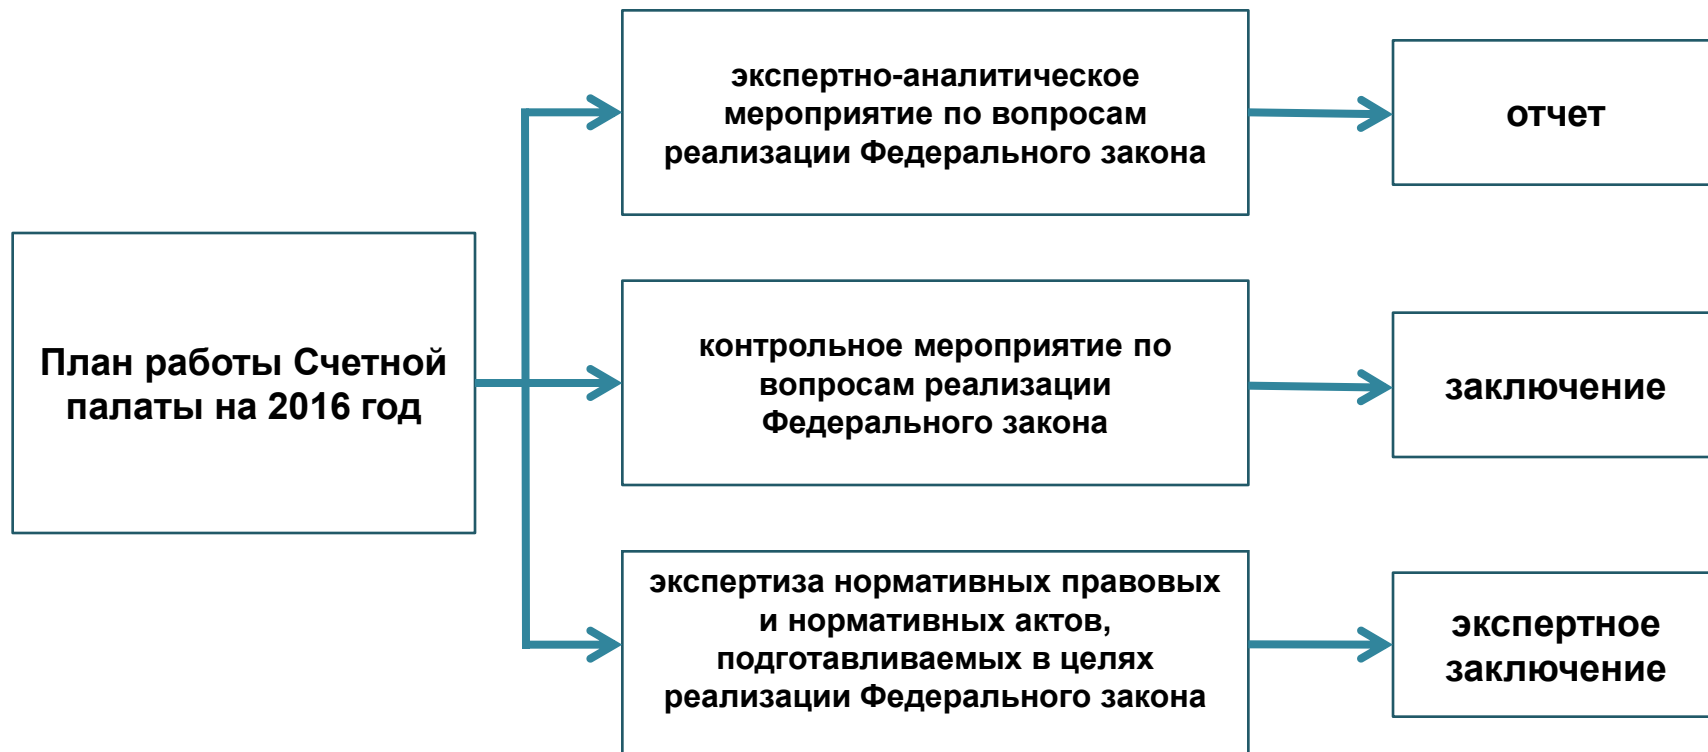 План работы Счетной
палаты на 2016 год
экспертно-аналитическое
мероприятие по вопросам
реализации Федерального закона
отчет
контрольное мероприятие по
вопросам реализации
Федерального закона
заключение
экспертиза нормативных правовых
и нормативных актов,
подготавливаемых в целях
реализации Федерального закона
экспертное
заключение